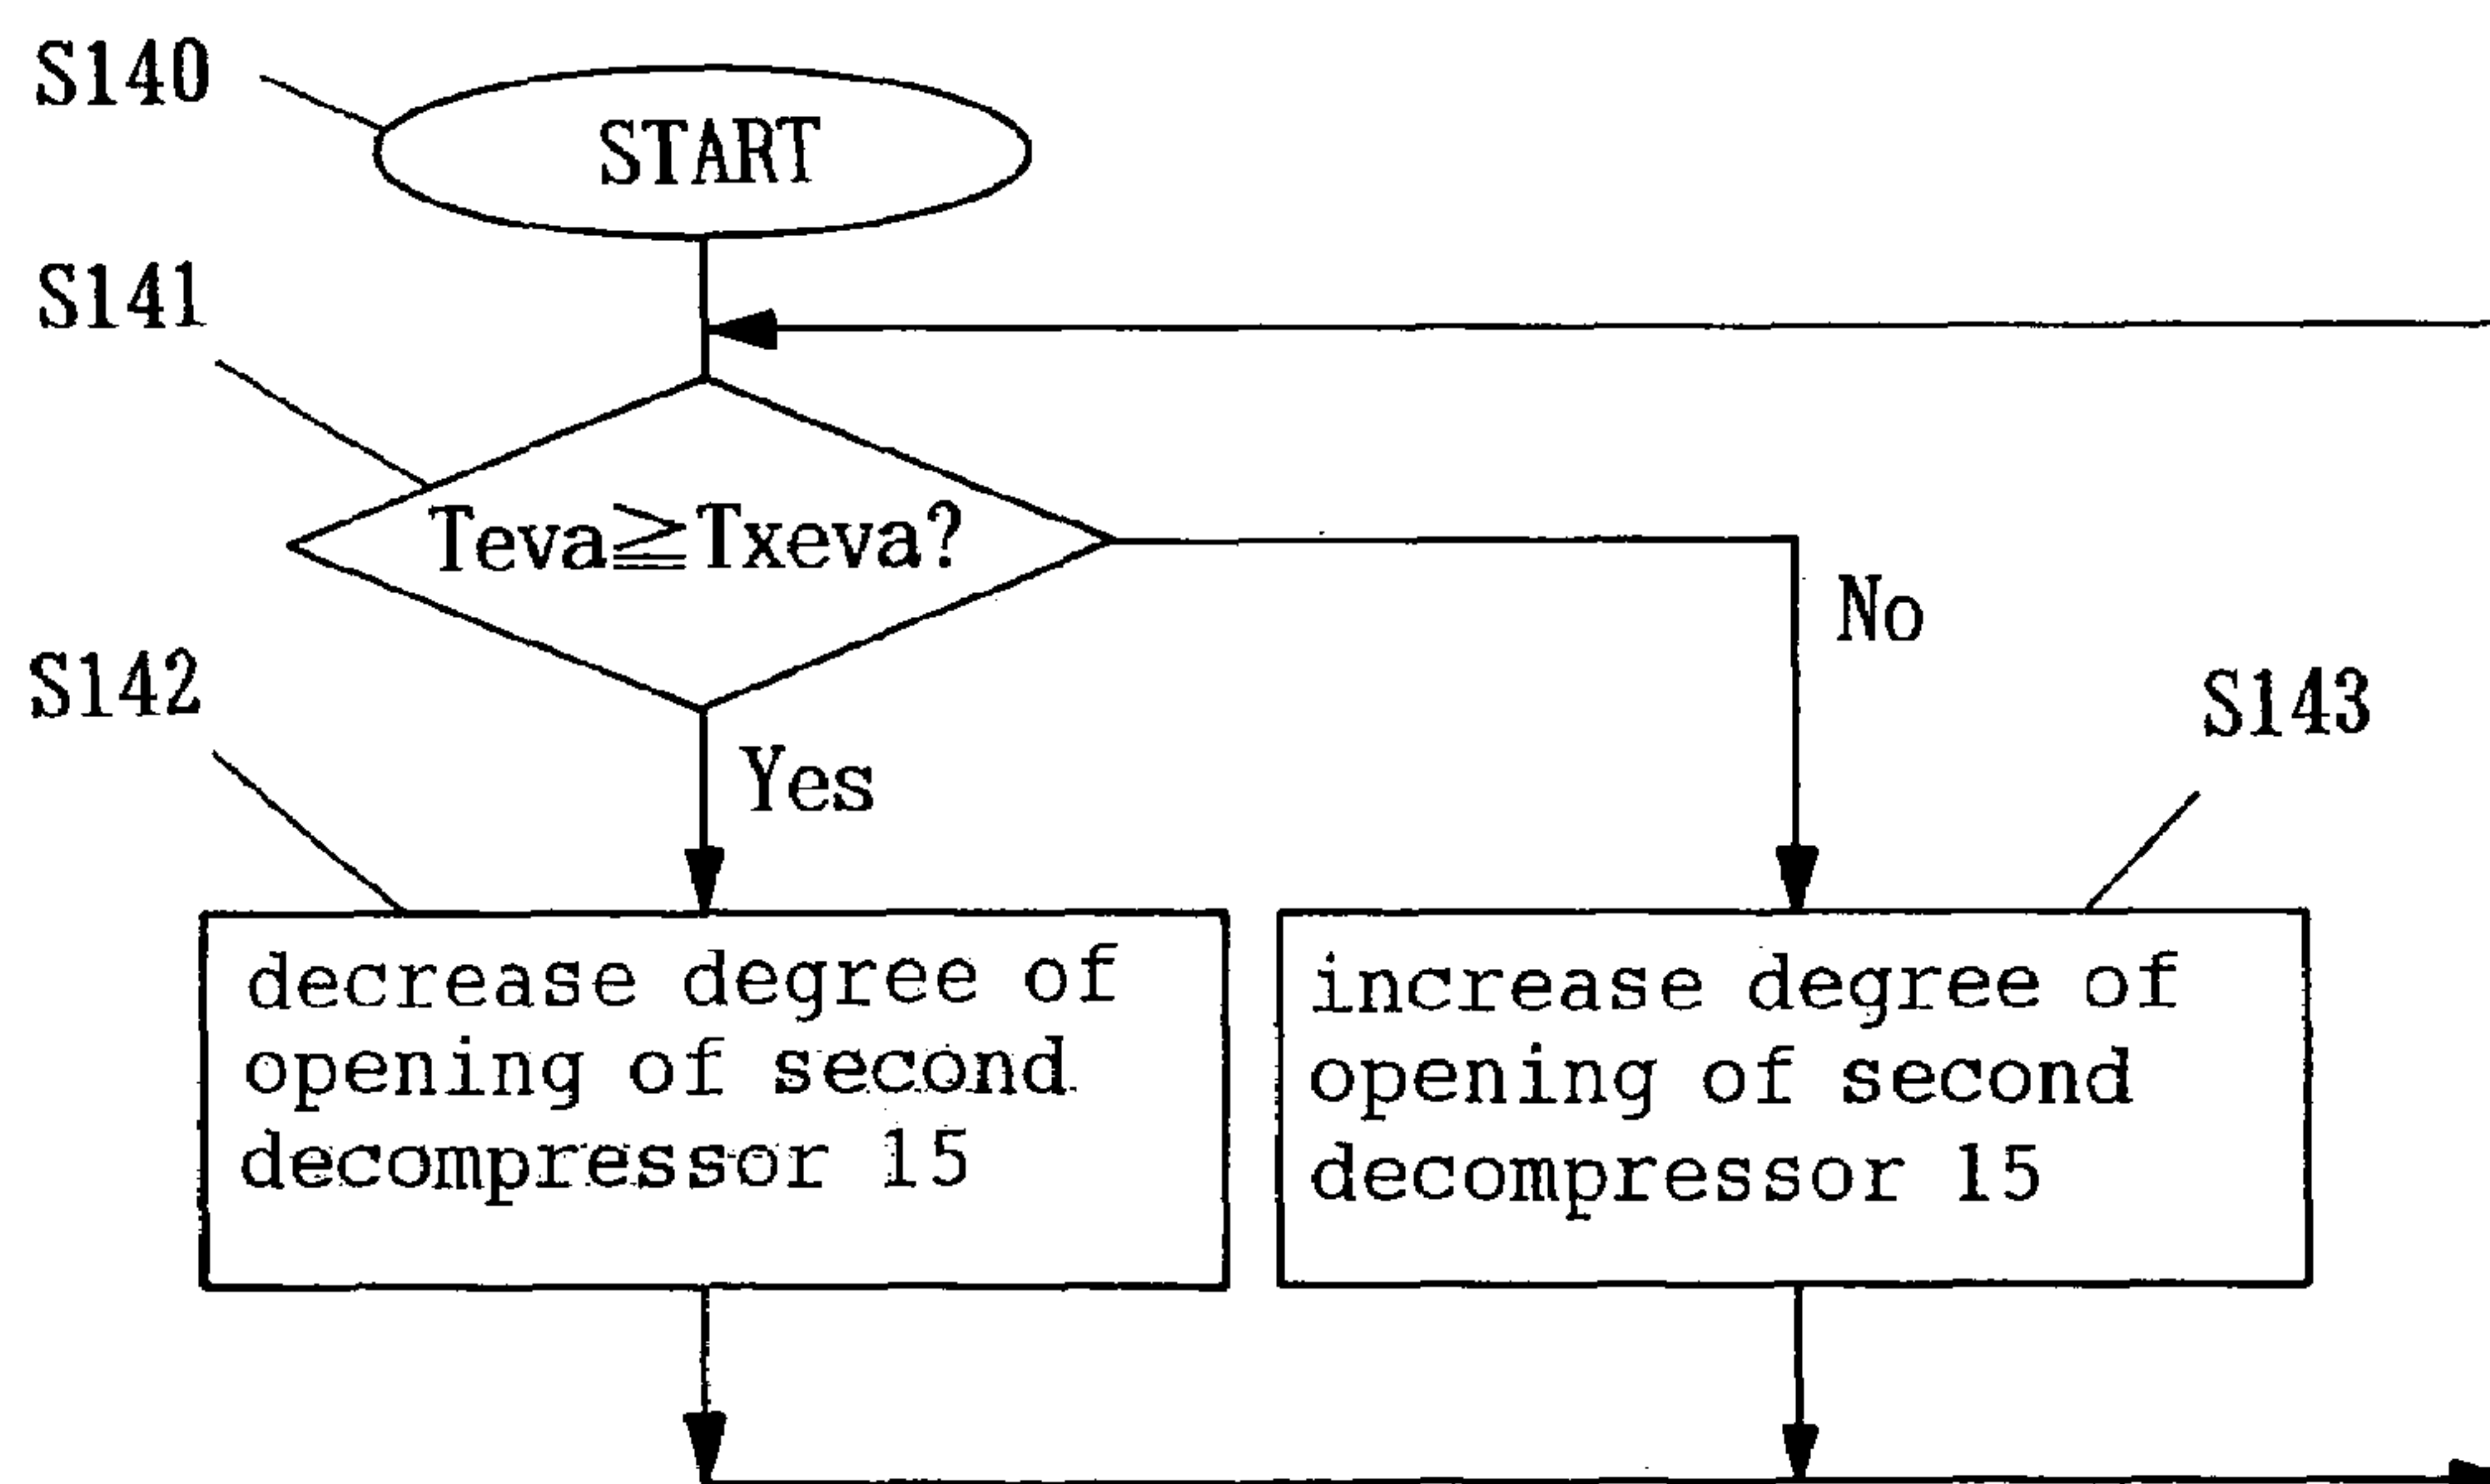 S140
START
S141
Teva≧Txeva?
No
S142
S143
Yes
decrease degree of
opening of second
decompressor 15
increase degree of
opening of second
decompressor 15